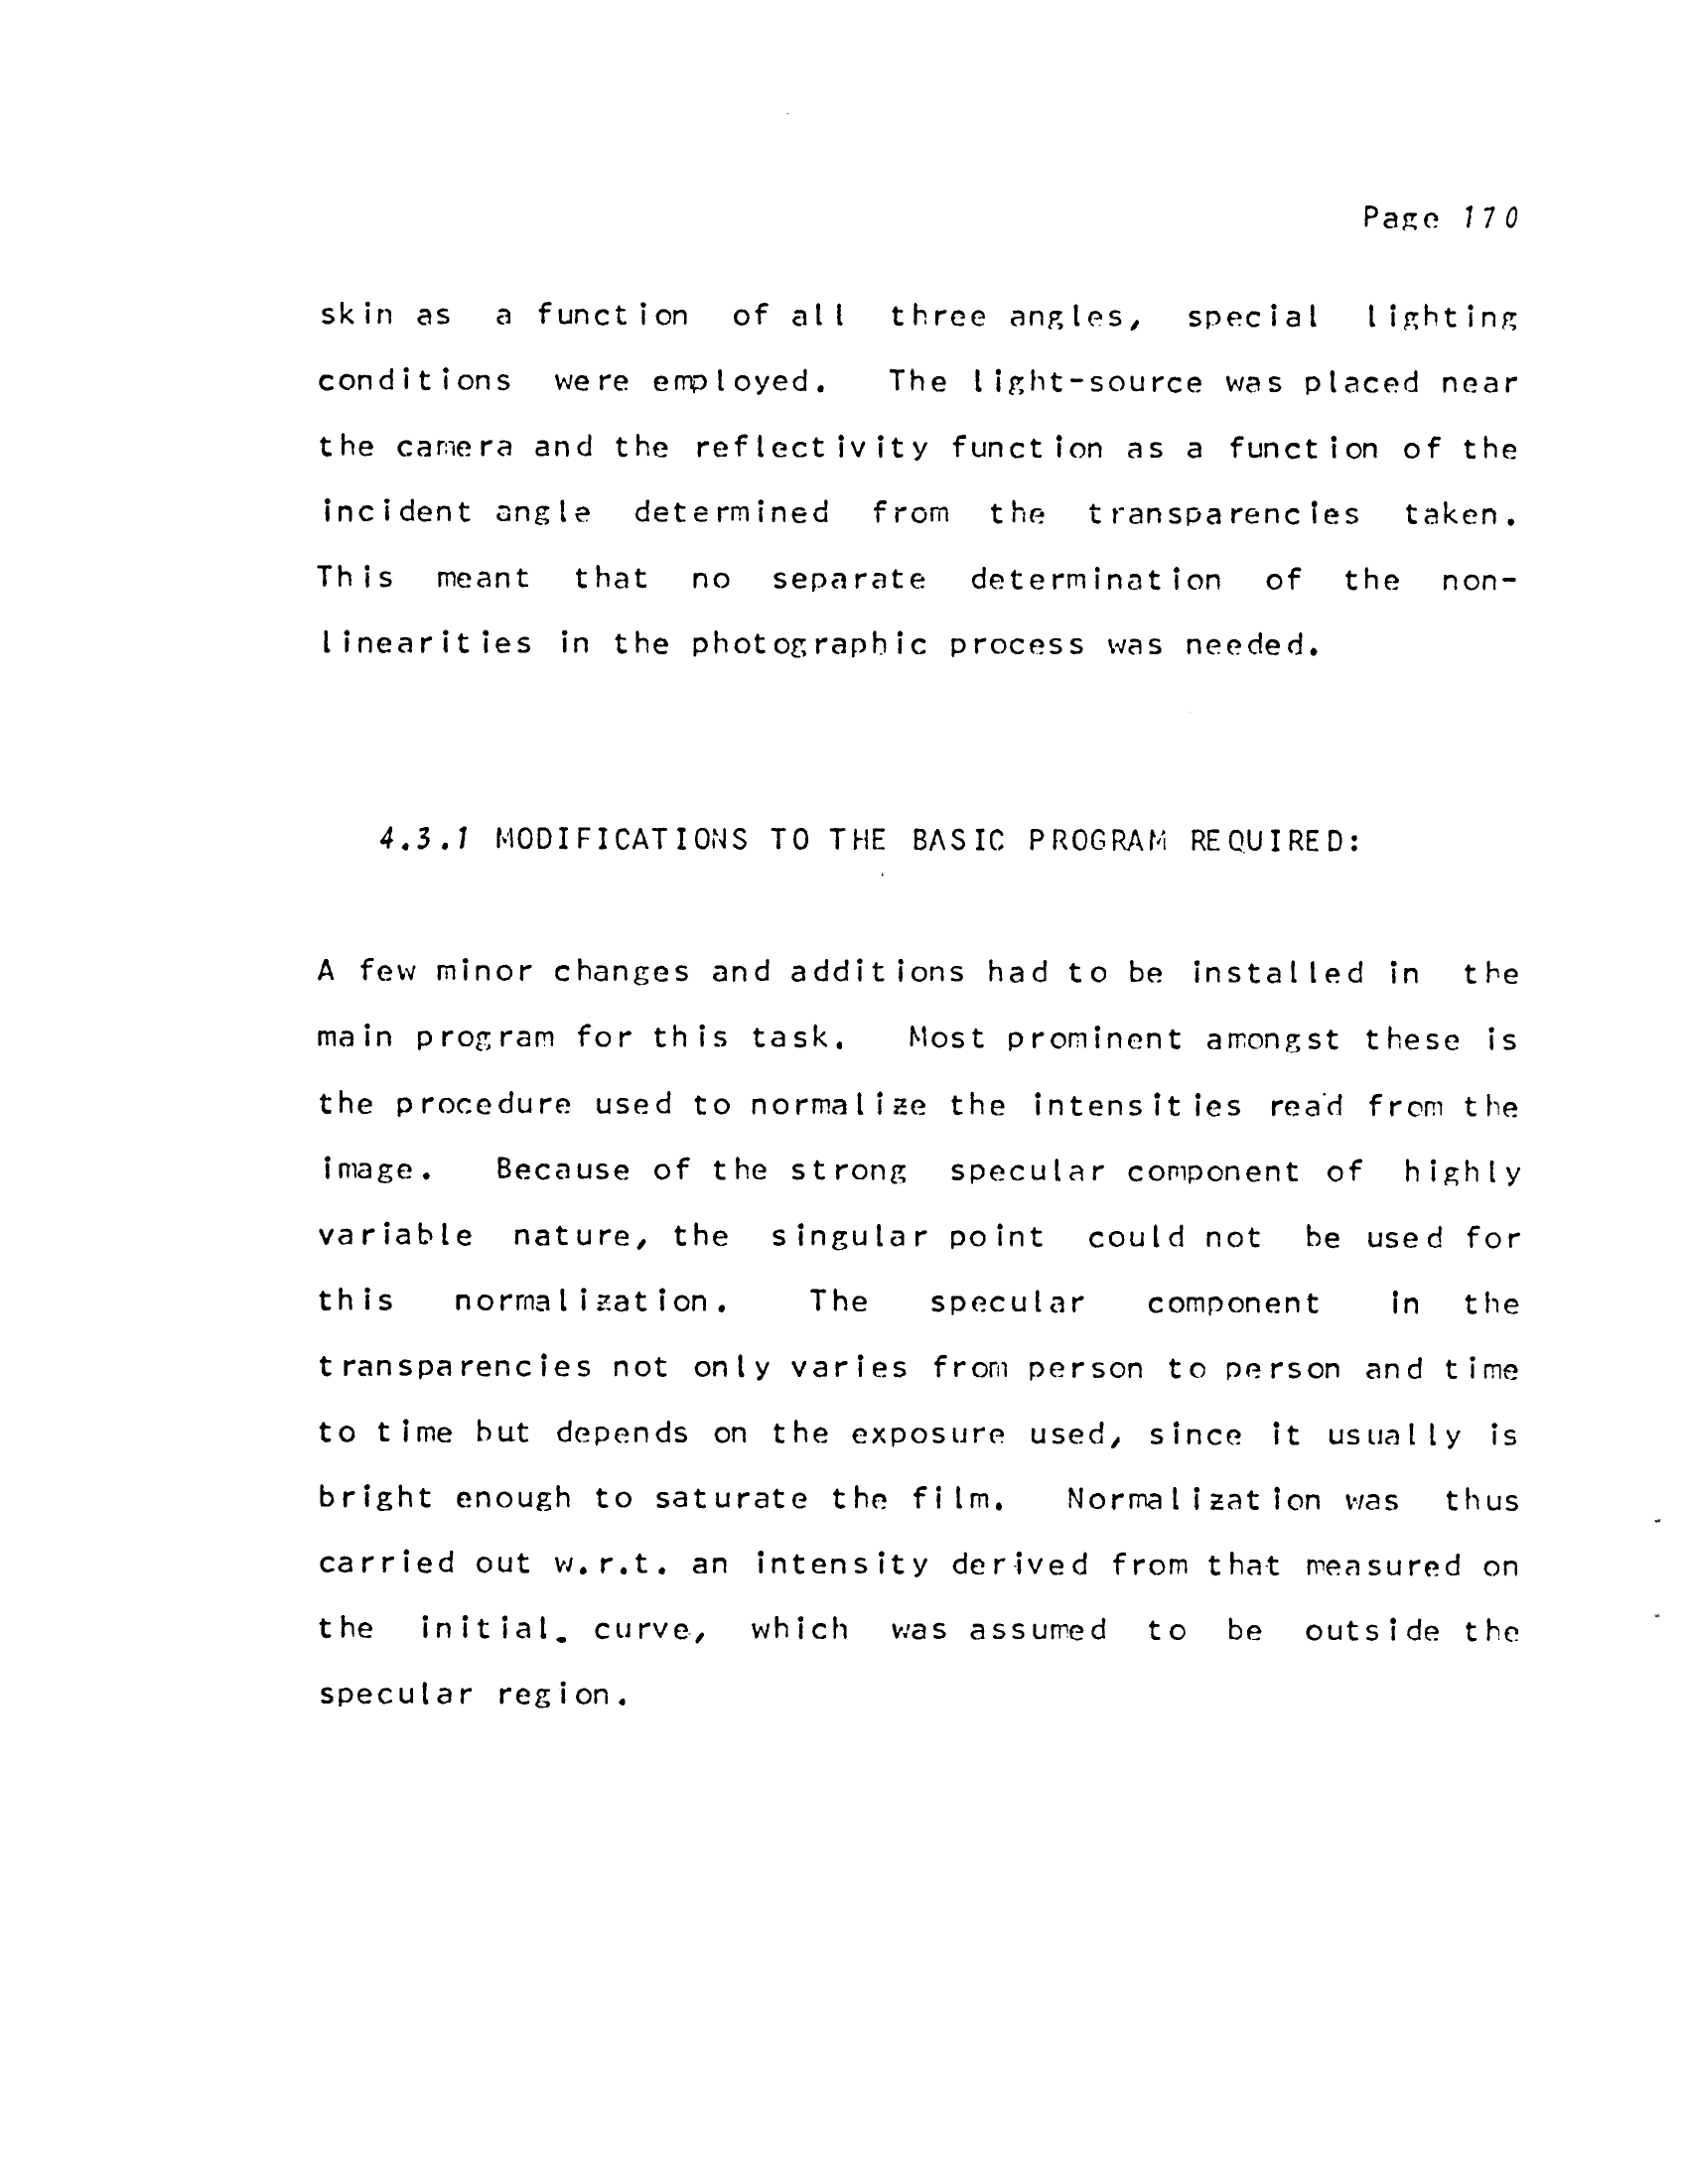 Page 170
skin as a function of all three angles, special lighting
conditions were employed. The light-source was placed near
the camera and the reflectivity function as a function of the
incident angle determined from the transparencies taken.
This meant that no separate determination of the non-
linearities in the photographic process was needed.
4.3.1 MODIFICATIONS TO THE BASIC PROGRAM REQUIRED:
A few minor changes and additions had to be installed in the
main program for this task. Most prominent amongst these is
the procedure used to normalize the intensities read from the
image. Because of the strong specular component of highly
variable nature, the singular point could not be used for
this normalization. The specular component in the
transparencies not only varies from person to person and time
to time but depends on the exposure used, since it usually is
bright enough to saturate the film. Normalization was thus
carried out w.r.t. an intensity derived from that measured on
the initial. curve, which was assumed to be outside the
specular region.